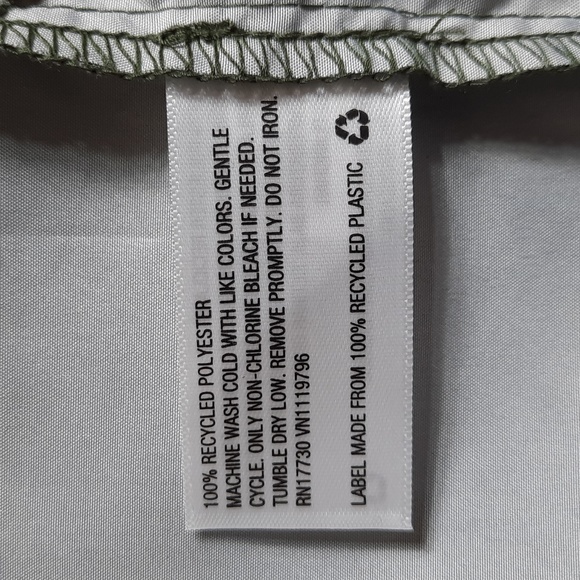 100% RECYCLED POLYESTER
MACHINE WASH COLD WITH LIKE COLORS. GENTLE
CYCLE. ONLY NON-CHLORINE BLEACH IF NEEDED.
TUMBLE DRY LOW. REMOVE PROMPTLY. DO NOT IRON.
RN17730 VN1119796
LABEL MADE FROM 100% RECYCLED PLASTIC